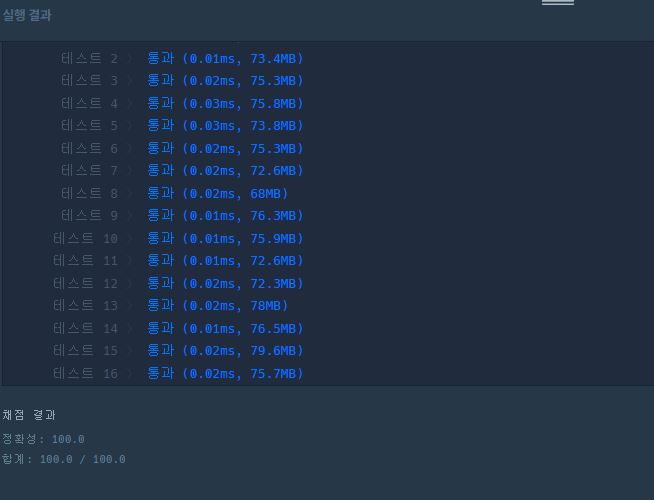 실행 결과
테스트 2 〉 통과 (0.01ms, 73.4MB)
테스트 3 〉 통과 (0.02ms, 75.3MB)
테스트 4 〉 통과 (0.03ms, 75.8MB)
테스트 5 〉 통과 (0.03ms, 73.8MB)
테스트 6 〉 통과 (0.02ms, 75.3MB)
테스트 7 〉 통과 (0.02ms, 72.6MB)
테스트 8 〉 통과 (0.02ms, 68MB)
테스트 9 〉 통과 (0.01ms, 76.3MB)
테스트 10 〉 통과 (0.01ms, 75.9MB)
테스트 11 〉 통과 (0.01ms, 72.6MB)
테스트 12 〉 통과 (0.02ms, 72.3MB)
테스트 13 〉 통과 (0.02ms, 78MB)
테스트 14 〉 통과 (0.01ms, 76.5MB)
테스트 15 〉 통과 (0.02ms, 79.6MB)
테스트 16 〉 통과 (0.02ms, 75.7MB)
채점 결과
정확성: 100.0
합계: 100.0 / 100.0